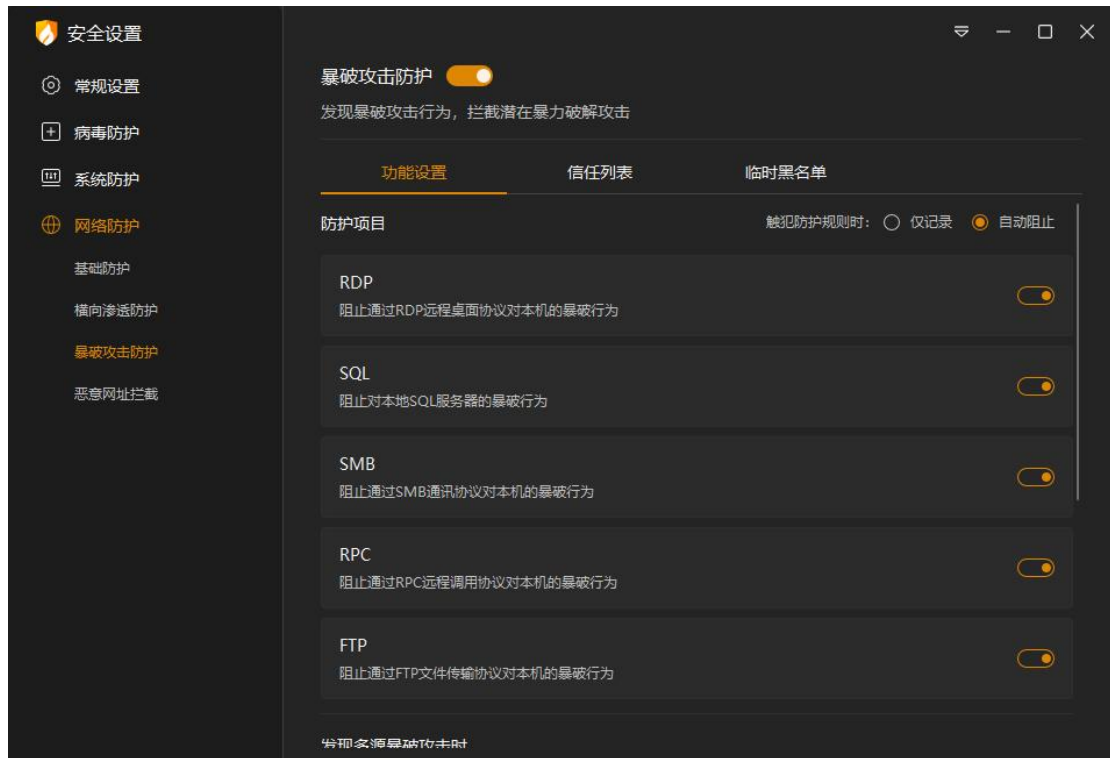 安全设置
常规设置
病毒防护
系统防护
网络防护
基础防护
横向渗透防护
暴破攻击防护
恶意网址拦截
暴破攻击防护
发现暴破攻击行为，拦截潜在暴力破解攻击
功能设置 信任列表 临时黑名单
防护项目 触犯防护规则时： 仅记录 自动阻止
RDP
阻止通过RDP远程桌面协议对本机的暴破行为
SQL
阻止对本地SQL服务器的暴破行为
SMB
阻止通过SMB通讯协议对本机的暴破行为
RPC
阻止通过RPC远程调用协议对本机的暴破行为
FTP
阻止通过FTP文件传输协议对本机的暴破行为
发现多源暴破攻击时